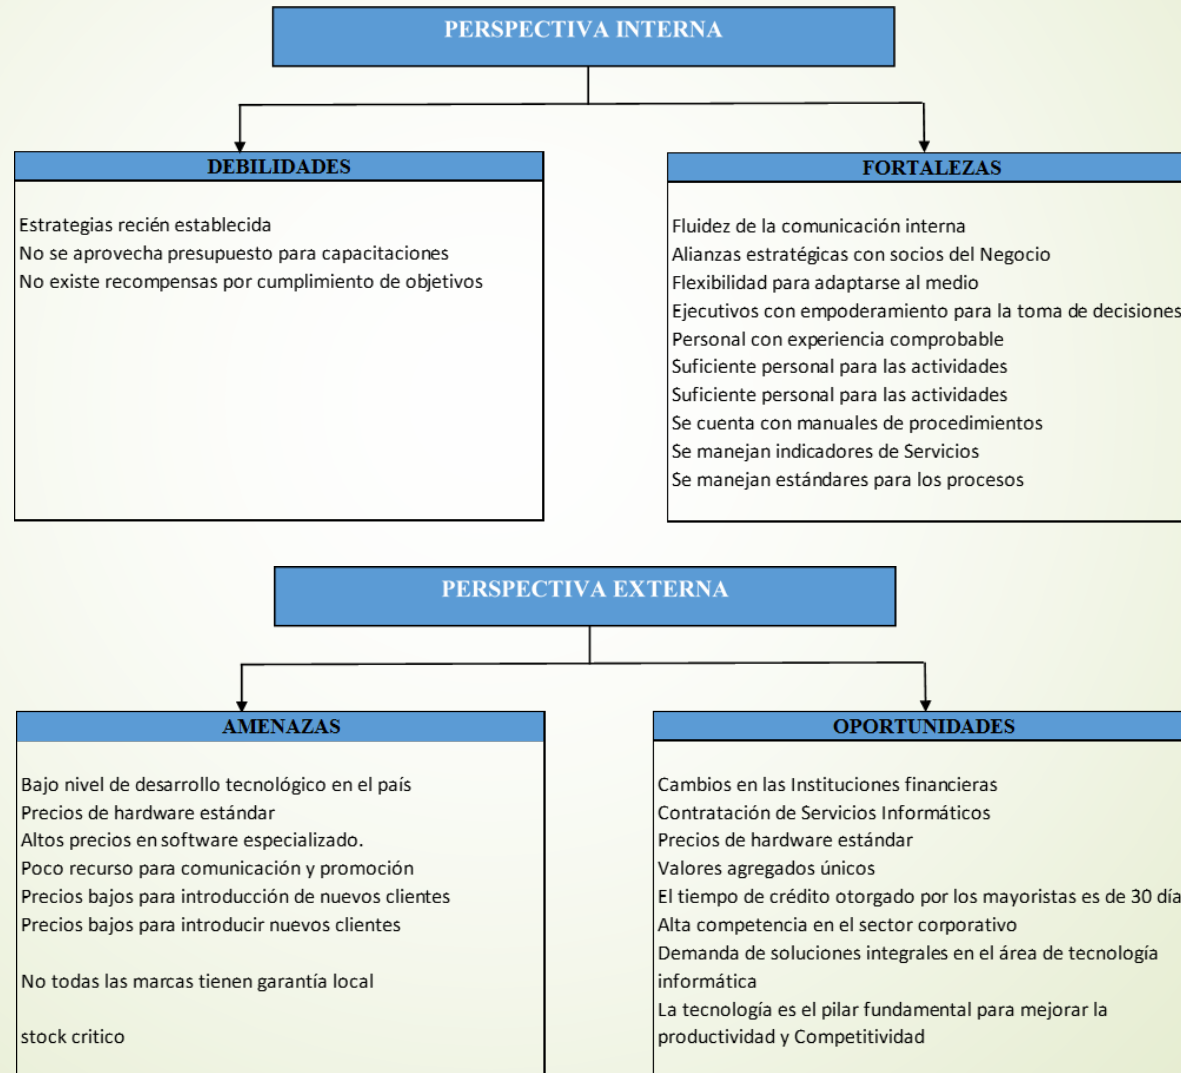 PERSPECTIVA INTERNA
DEBILIDADES
Estrategias recién establecida
No se aprovecha presupuesto para capacitaciones
No existe recompensas por cumplimiento de objetivos
FORTALEZAS
Fluidez de la comunicación interna
Alianzas estratégicas con socios del Negocio
Flexibilidad para adaptarse al medio
Ejecutivos con empoderamiento para la toma de decisiones
Personal con experiencia comprobable
Suficiente personal para las actividades
Suficiente personal para las actividades
Se cuenta con manuales de procedimientos
Se manejan indicadores de Servicios
Se manejan estándares para los procesos
PERSPECTIVA EXTERNA
AMENAZAS
Bajo nivel de desarrollo tecnológico en el país
Precios de hardware estándar
Altos precios en software especializado.
Poco recurso para comunicación y promoción
Precios bajos para introducción de nuevos clientes
Precios bajos para introducir nuevos clientes
No todas las marcas tienen garantía local
stock critico
OPORTUNIDADES
Cambios en las Instituciones financieras
Contratación de Servicios Informáticos
Precios de hardware estándar
Valores agregados únicos
El tiempo de crédito otorgado por los mayoristas es de 30 día
Alta competencia en el sector corporativo
Demanda de soluciones integrales en el área de tecnología
informática
La tecnología es el pilar fundamental para mejorar la
productividad y Competitividad